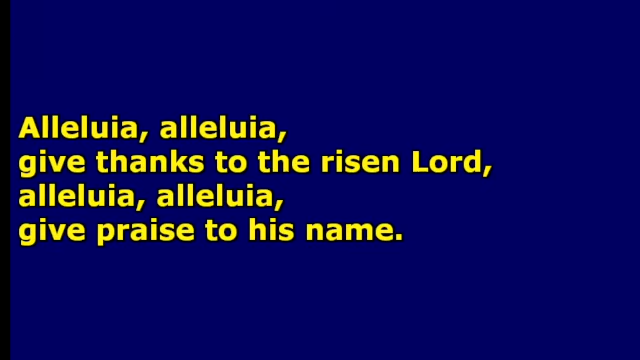 Alleluia, alleluia,
give thanks to the risen Lord,
alleluia, alleluia,
give praise to his name.